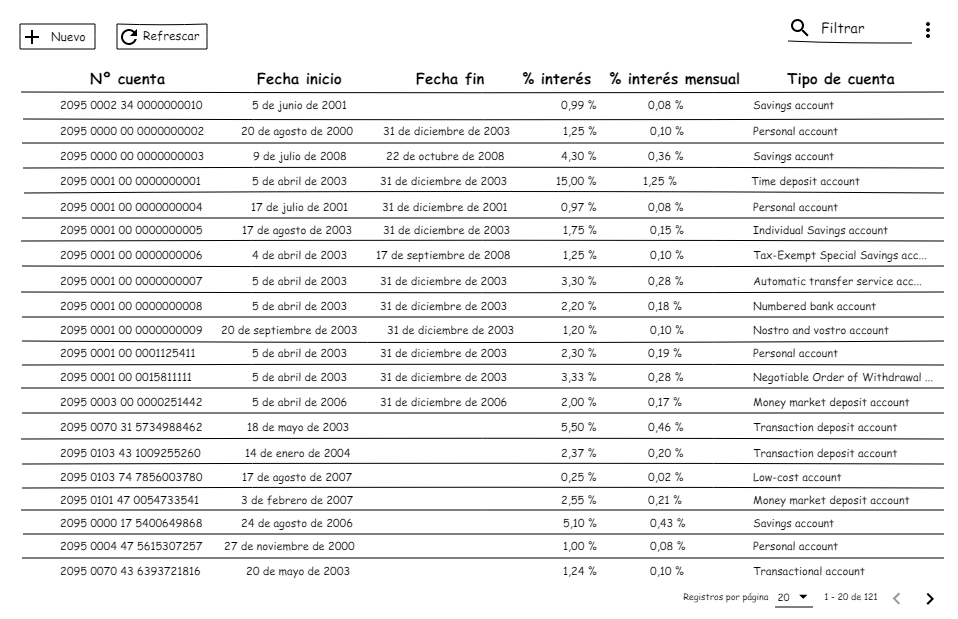 Nuevo Refrescar Filtrar
Nº cuenta Fecha inicio Fecha fin % interés % interés mensual Tipo de cuenta
2095 0002 34 0000000010 5 de junio de 2001 0,99 % 0,08 % Savings account
2095 0000 00 0000000002 20 de agosto de 2000 31 de diciembre de 2003 1,25 % 0,10 % Personal account
2095 0000 00 0000000003 9 de julio de 2008 22 de octubre de 2008 4,30 % 0,36 % Savings account
2095 0001 00 0000000001 5 de abril de 2003 31 de diciembre de 2003 15,00 % 1,25 % Time deposit account
2095 0001 00 0000000004 17 de julio de 2001 31 de diciembre de 2001 0,97 % 0,08 % Personal account
2095 0001 00 0000000005 17 de agosto de 2003 31 de diciembre de 2003 1,75 % 0,15 % Individual Savings account
2095 0001 00 0000000006 4 de abril de 2003 17 de septiembre de 2008 1,25 % 0,10 % Tax-Exempt Special Savings acc...
2095 0001 00 0000000007 5 de abril de 2003 31 de diciembre de 2003 3,30 % 0,28 % Automatic transfer service acc...
2095 0001 00 0000000008 5 de abril de 2003 31 de diciembre de 2003 2,20 % 0,18 % Numbered bank account
2095 0001 00 0000000009 20 de septiembre de 2003 31 de diciembre de 2003 1,20 % 0,10 % Nostro and vostro account
2095 0001 00 0001125411 5 de abril de 2003 31 de diciembre de 2003 2,30 % 0,19 % Personal account
2095 0001 00 0015811111 5 de abril de 2003 31 de diciembre de 2003 3,33 % 0,28 % Negotiable Order of Withdrawal ...
2095 0003 00 0000251442 5 de abril de 2006 31 de diciembre de 2006 2,00 % 0,17 % Money market deposit account
2095 0070 31 5734988462 18 de mayo de 2003 5,50 % 0,46 % Transaction deposit account
2095 0103 43 1009255260 14 de enero de 2004 2,37 % 0,20 % Transaction deposit account
2095 0103 74 7856003780 17 de agosto de 2007 0,25 % 0,02 % Low-cost account
2095 0101 47 0054733541 3 de febrero de 2007 2,55 % 0,21 % Money market deposit account
2095 0000 17 5400649868 24 de agosto de 2006 5,10 % 0,43 % Savings account
2095 0004 47 5615307257 27 de noviembre de 2000 1,00 % 0,08 % Personal account
2095 0070 43 6393721816 20 de mayo de 2003 1,24 % 0,10 % Transactional account
Registros por página 20 1 - 20 de 121